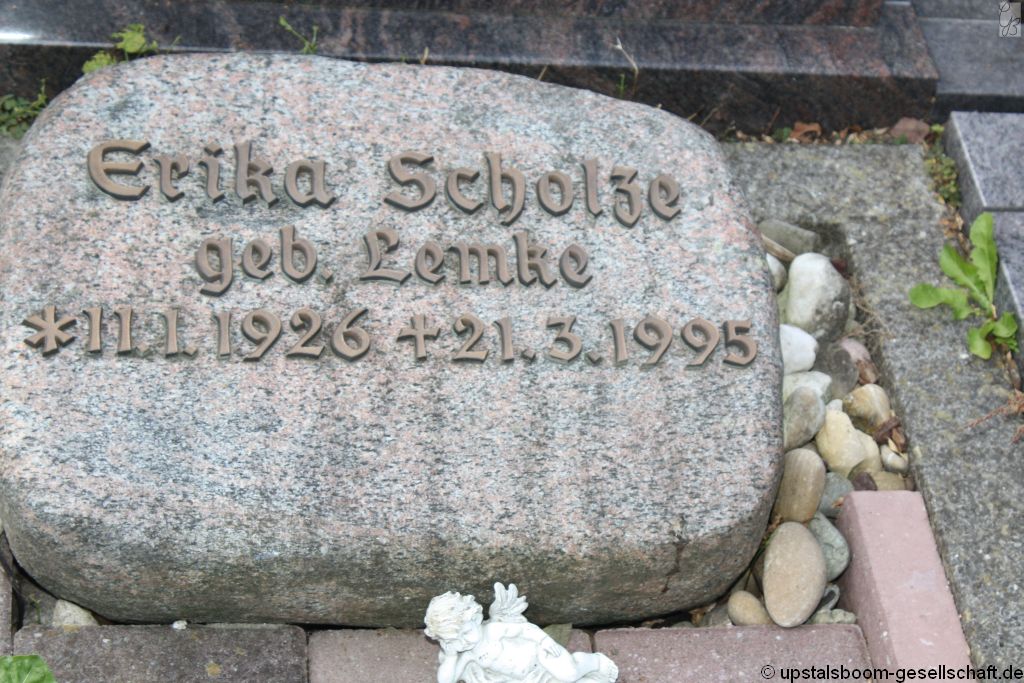 Erika Scholze
geb. Lemke
* 11.1.1926 † 21.3.1995
© upstalsboom-gesellschaft.de